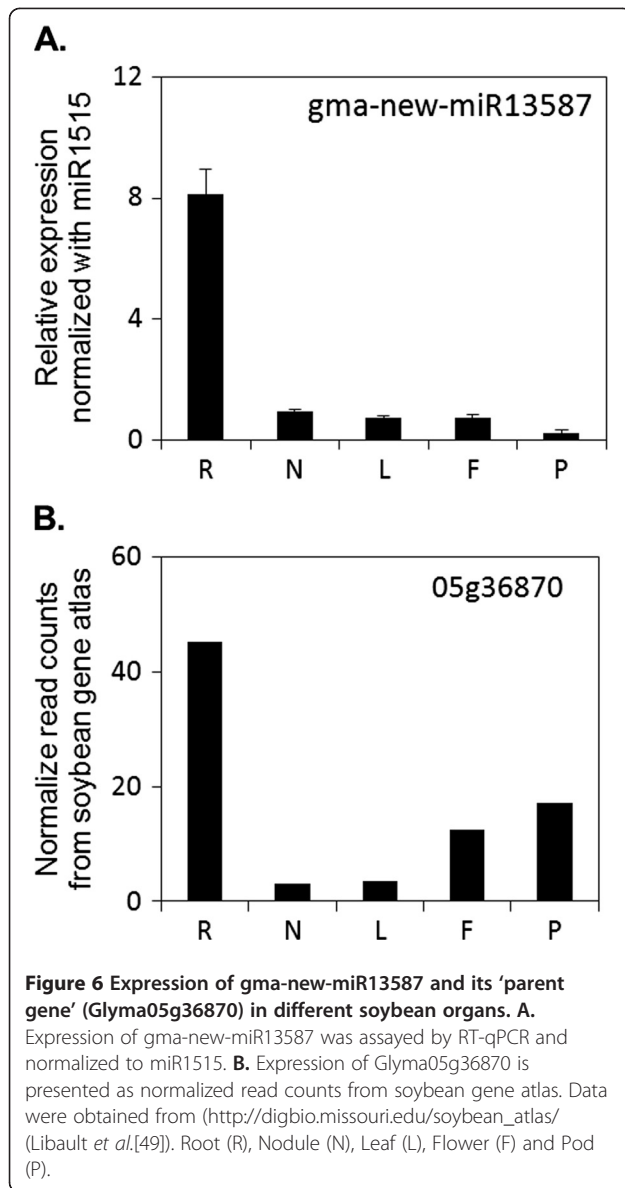 A.
12
8
4
0
Relative expression
normalized with miR1515
gma-new-miR13587
R N L F P
B.
60
40
20
0
Normalize read counts
from soybean gene atlas
05g36870
R N L F P
Figure 6 Expression of gma-new-miR13587 and its ‘parent
gene’ (Glyma05g36870) in different soybean organs. A.
Expression of gma-new-miR13587 was assayed by RT-qPCR and
normalized to miR1515. B. Expression of Glyma05g36870 is
presented as normalized read counts from soybean gene atlas. Data
were obtained from (http://digbio.missouri.edu/soybean_atlas/
(Libault et al.[49]). Root (R), Nodule (N), Leaf (L), Flower (F) and Pod
(P).